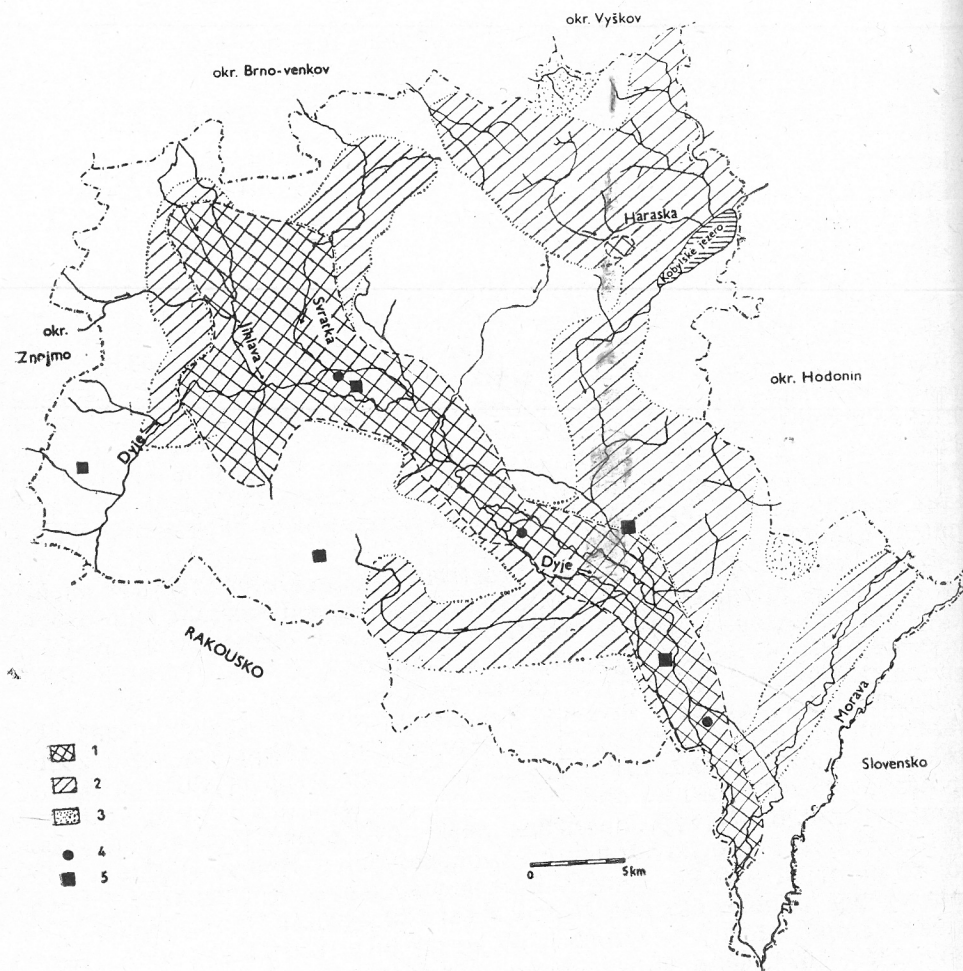 okr. Vyškov
okr. Brno-venkov
Haraska
Kobylské jezero
Svratka
Jihlava
okr.
Znojmo
okr. Hodonín
Dyje
Dyje
RAKOUSKO
Morava
Slovensko
1
2
3
4
5
0
5km